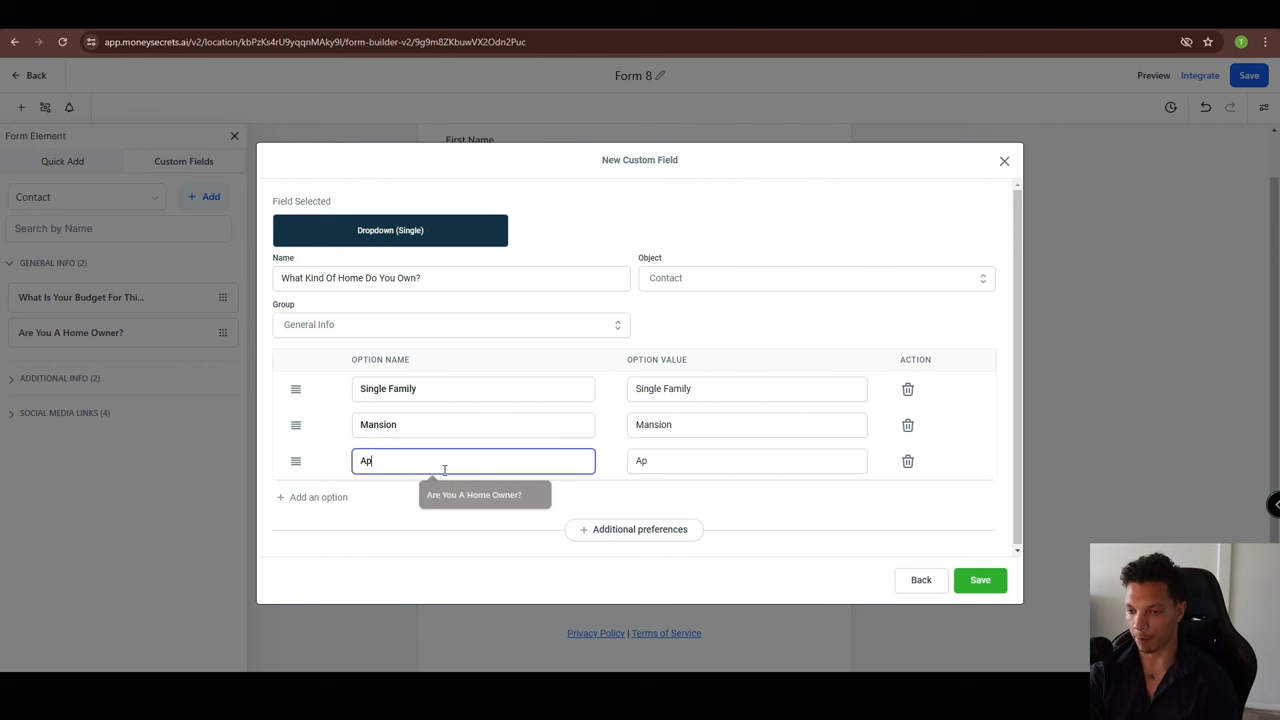 app.moneysecrets.ai/v2/location/kbPzKs4rU9yqqnMAky9I/form-builder-v2/9g9m8ZKbuwVX2Odn2Puc
T
Back
Form 8
Preview
Integrate
Save
Form Element
Quick Add
Custom Fields
Contact
Add
Search by Name
GENERAL INFO (2)
What Is Your Budget For Thi...
Are You A Home Owner?
ADDITIONAL INFO (2)
SOCIAL MEDIA LINKS (4)
First Name
New Custom Field
Field Selected
Dropdown (Single)
Name
Object
What Kind Of Home Do You Own?
Contact
Group
General Info
OPTION NAME
OPTION VALUE
ACTION
Single Family
Single Family
Mansion
Mansion
Ap
Ap
Are You A Home Owner?
Add an option
Additional preferences
Back
Save
Privacy Policy | Terms of Service